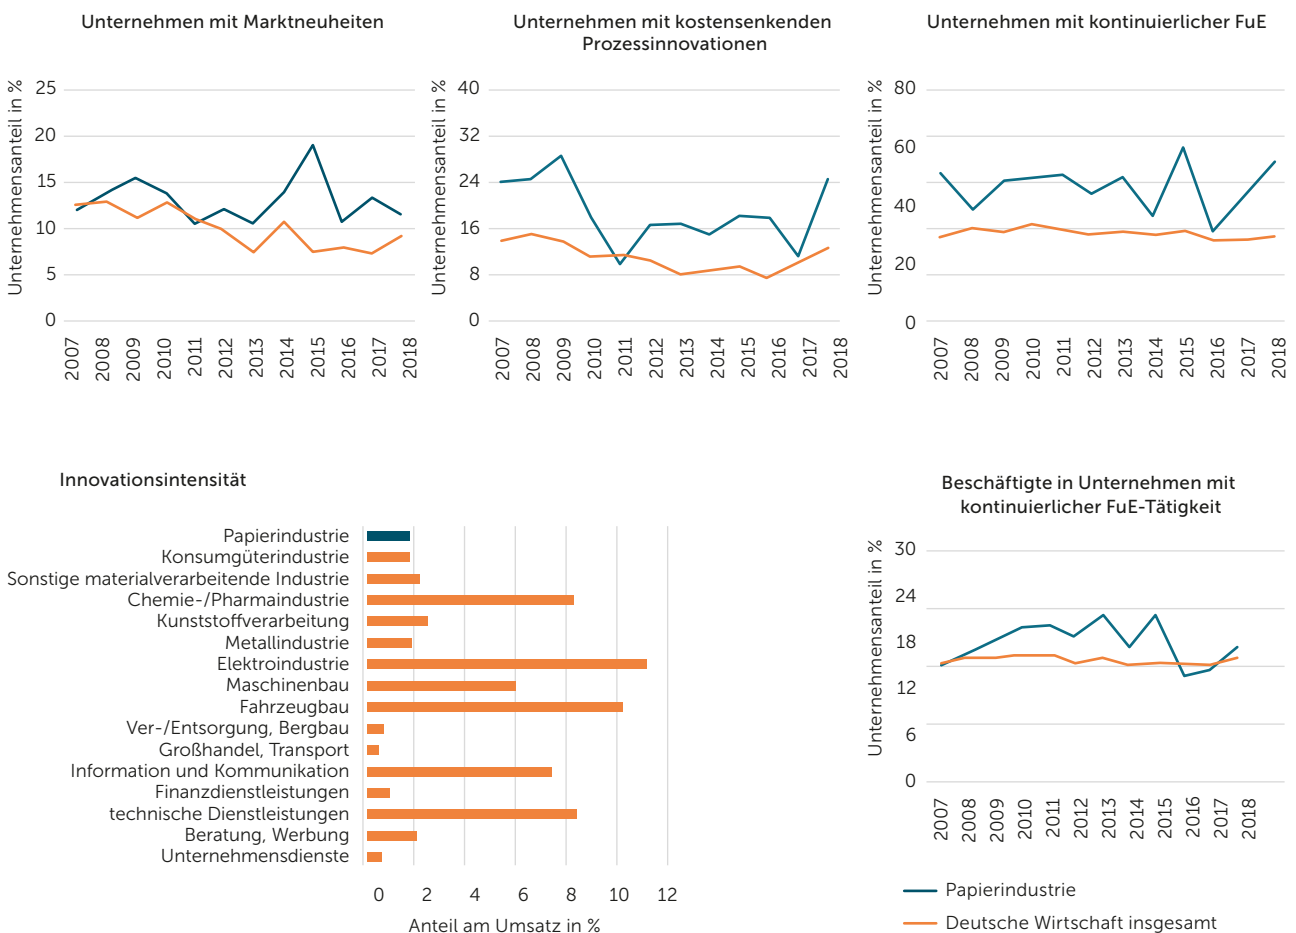 Unternehmen mit Marktneuheiten
Unternehmensanteil in %
25
20
15
10
5
0
2007
2008
2009
2010
2011
2012
2013
2014
2015
2016
2017
2018
Unternehmen mit kostensenkenden
Prozessinnovationen
Unternehmensanteil in %
40
32
24
16
8
0
2007
2008
2009
2010
2011
2012
2013
2014
2015
2016
2017
2018
Unternehmen mit kontinuierlicher FuE
Unternehmensanteil in %
80
60
40
20
0
2007
2008
2009
2010
2011
2012
2013
2014
2015
2016
2017
2018
Innovationsintensität
Papierindustrie
Konsumgüterindustrie
Sonstige materialverarbeitende Industrie
Chemie-/Pharmaindustrie
Kunststoffverarbeitung
Metallindustrie
Elektroindustrie
Maschinenbau
Fahrzeugbau
Ver-/Entsorgung, Bergbau
Großhandel, Transport
Information und Kommunikation
Finanzdienstleistungen
technische Dienstleistungen
Beratung, Werbung
Unternehmensdienste
0 2 4 6 8 10 12
Anteil am Umsatz in %
Beschäftigte in Unternehmen mit
kontinuierlicher FuE-Tätigkeit
Unternehmensanteil in %
30
24
18
12
6
0
2007
2008
2009
2010
2011
2012
2013
2014
2015
2016
2017
2018
Papierindustrie
Deutsche Wirtschaft insgesamt